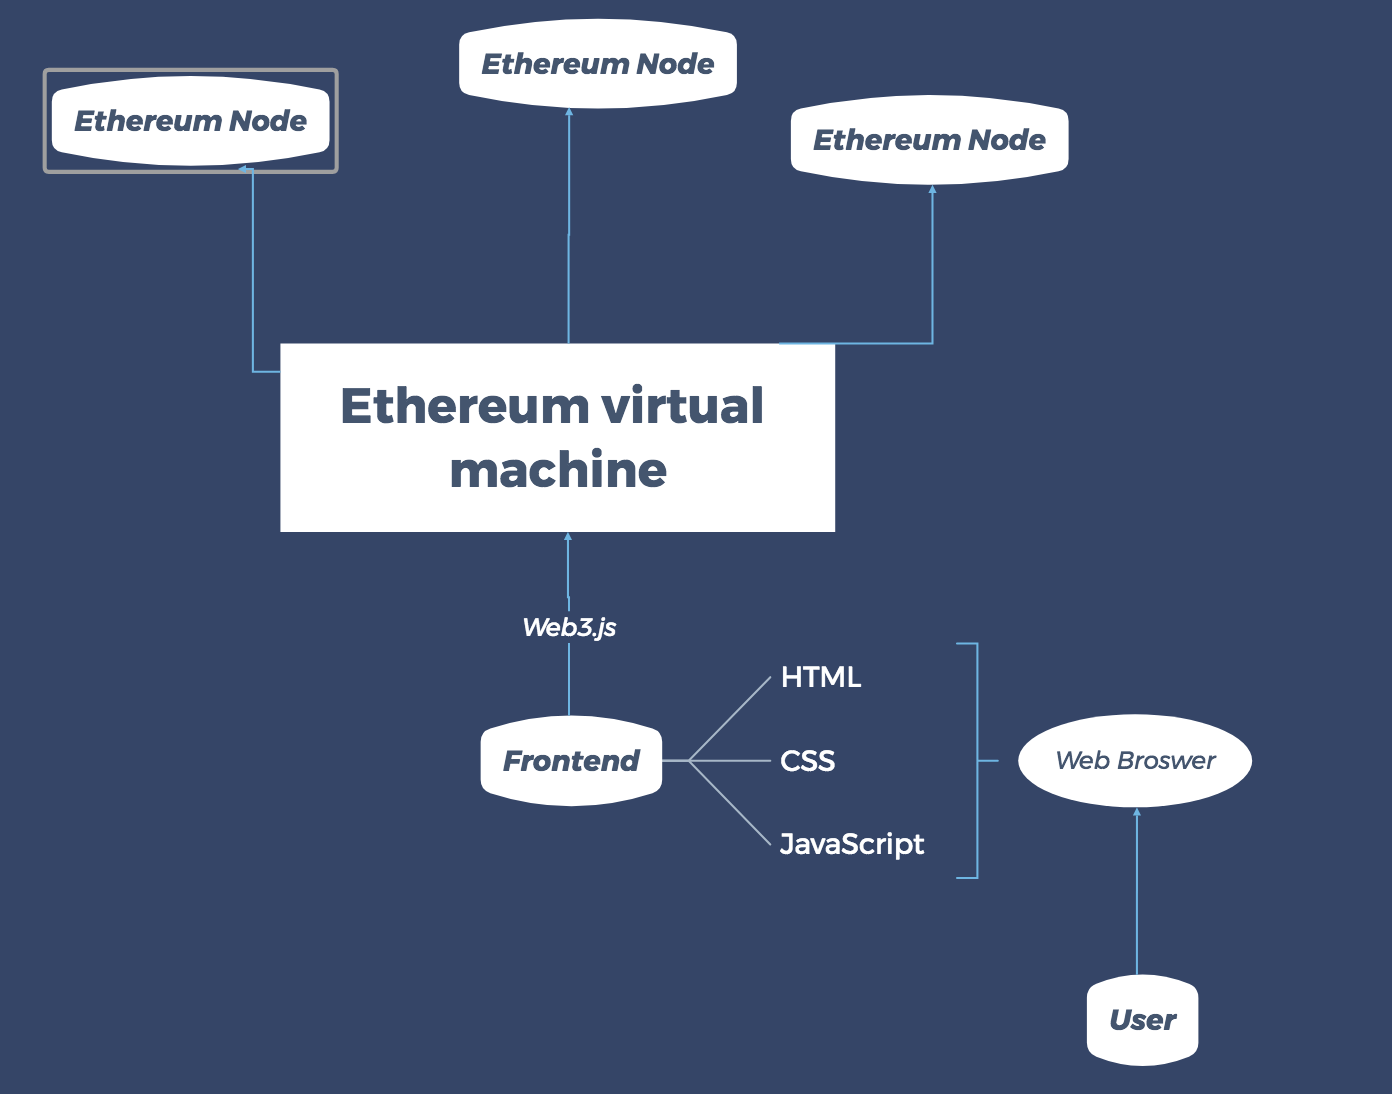 Ethereum Node
Ethereum Node
Ethereum Node
Ethereum virtual
machine
Web3.js
HTML
Frontend
CSS
Web Broswer
JavaScript
User